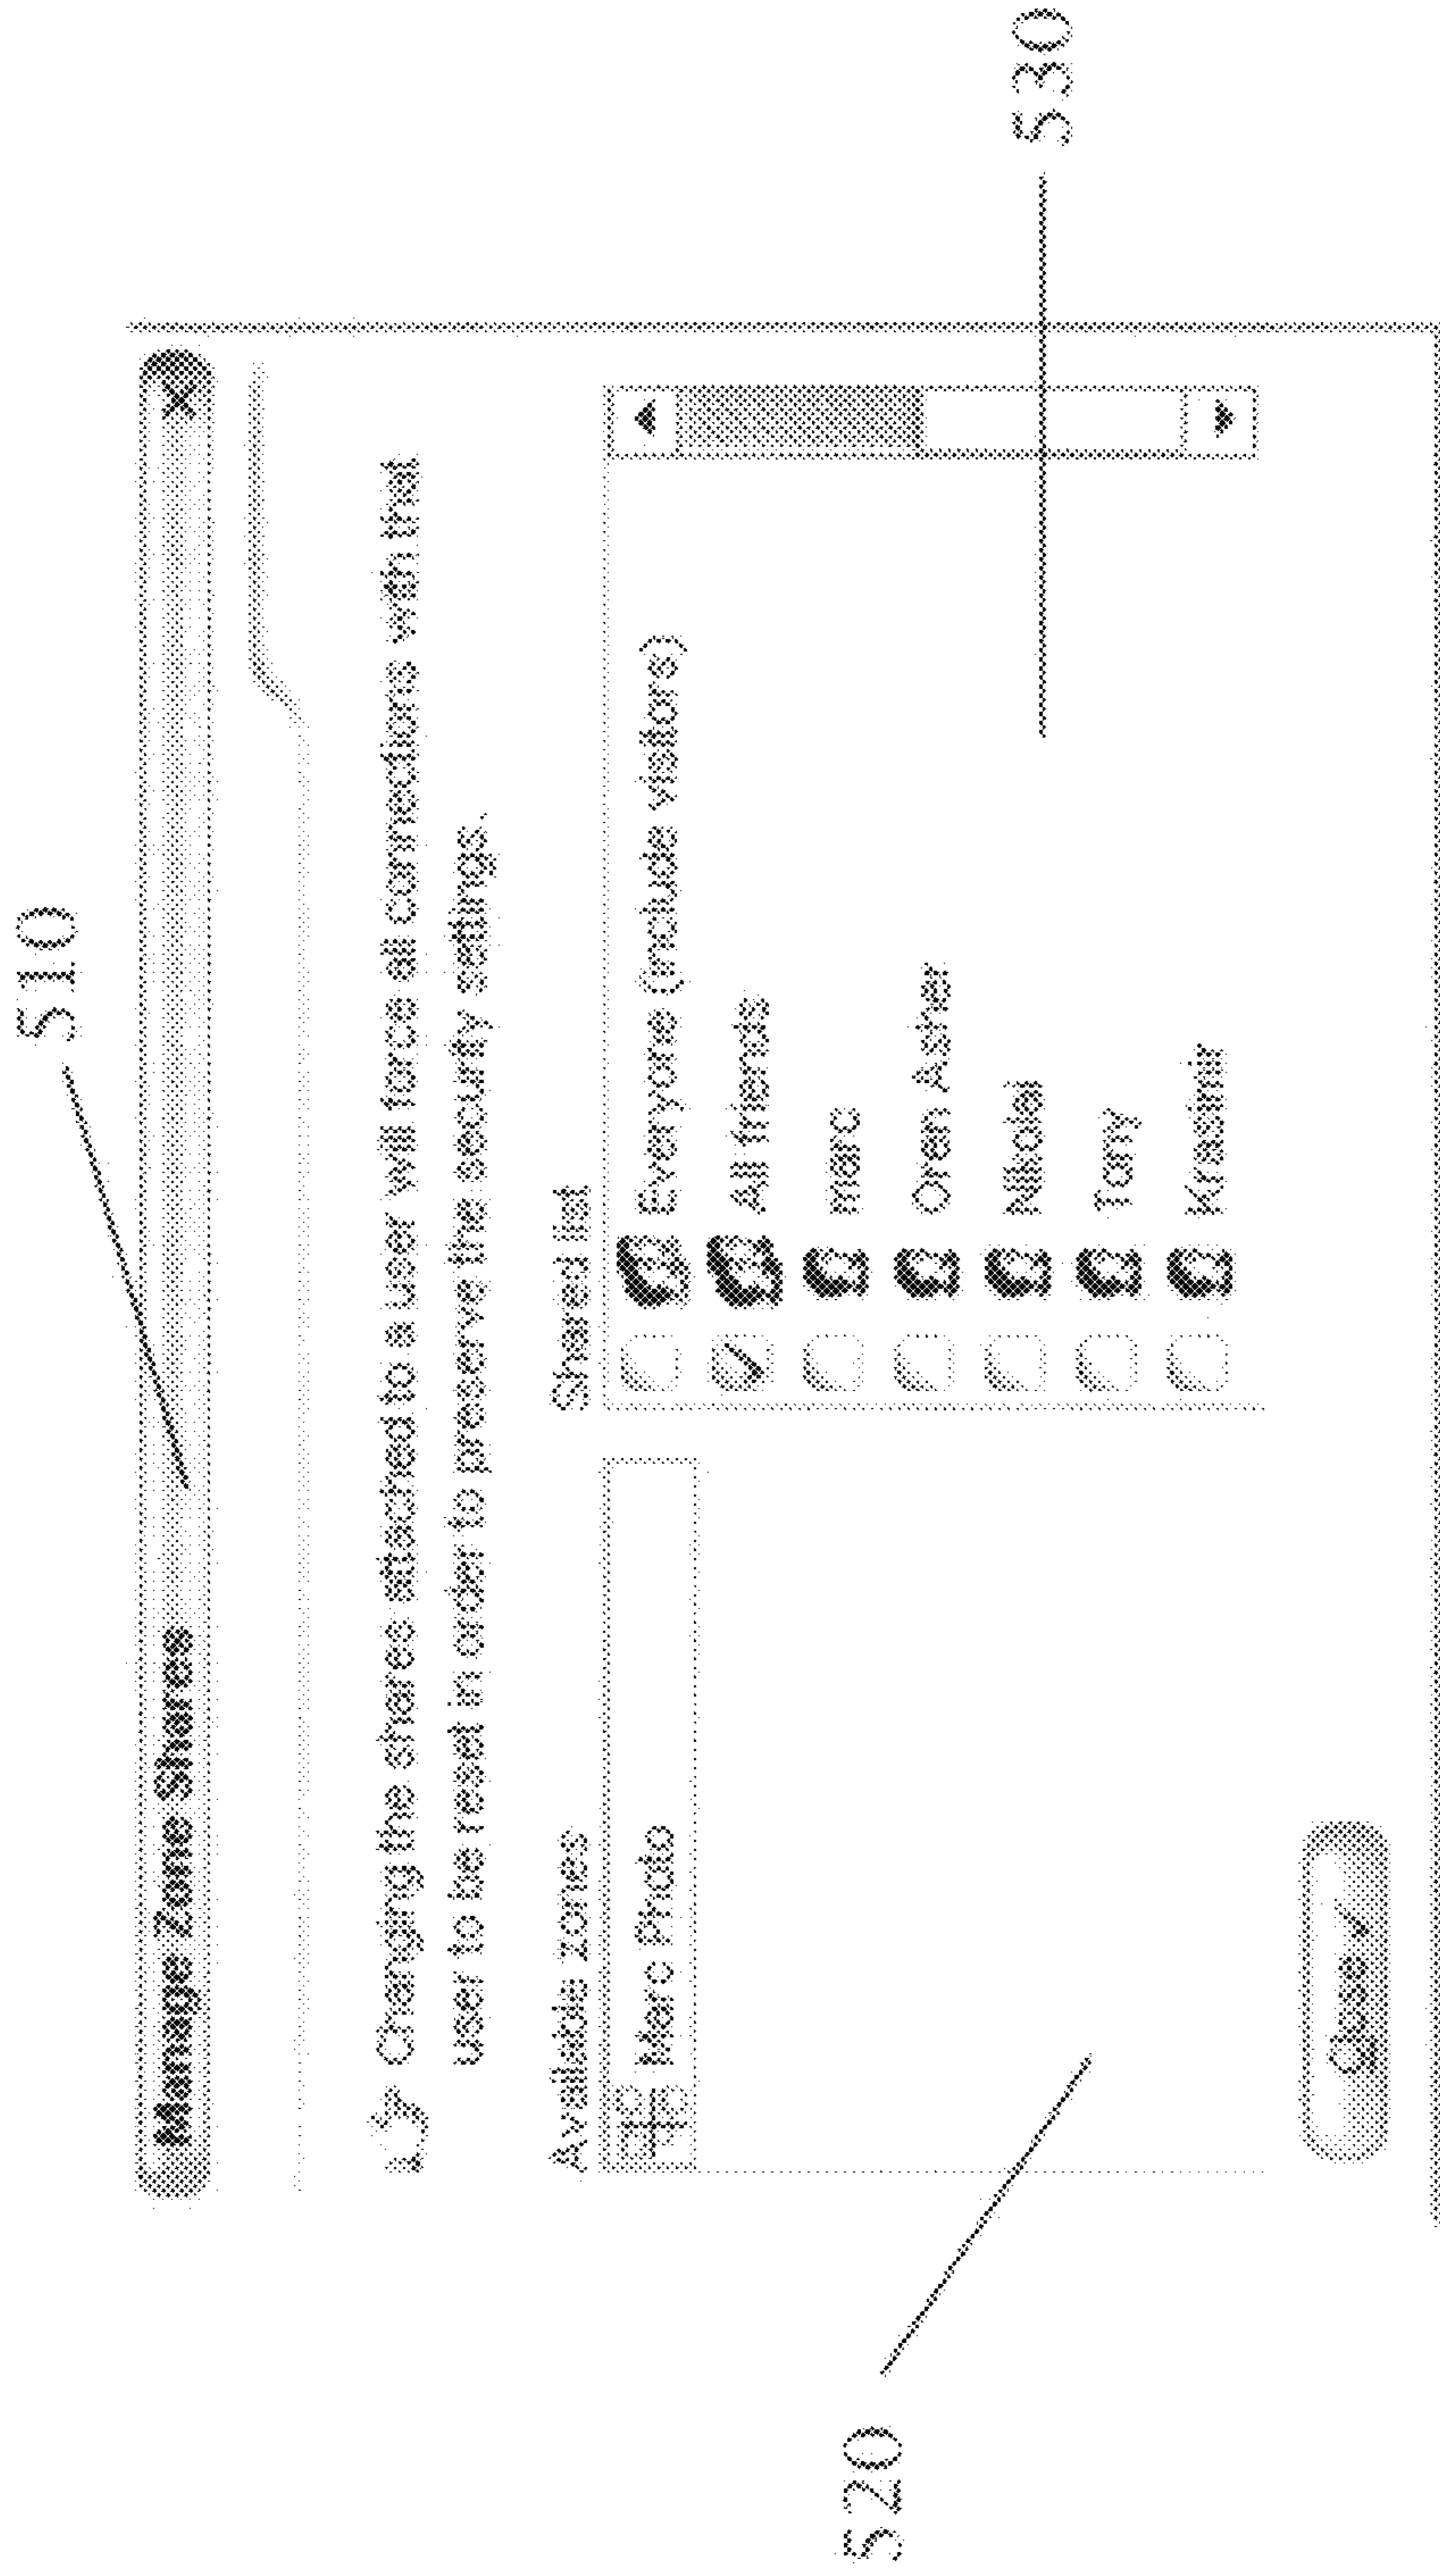 510
Manage Zone Shares
X
Changing the shares attached to a user will force all connections with that
user to be reset in order to preserve the security settings.
Available zones
Shared list
Marc Photo
Everyone (include visitors)
All friends
marc
Oren Asher
Nikolai
Tony
Krasimir
520
530